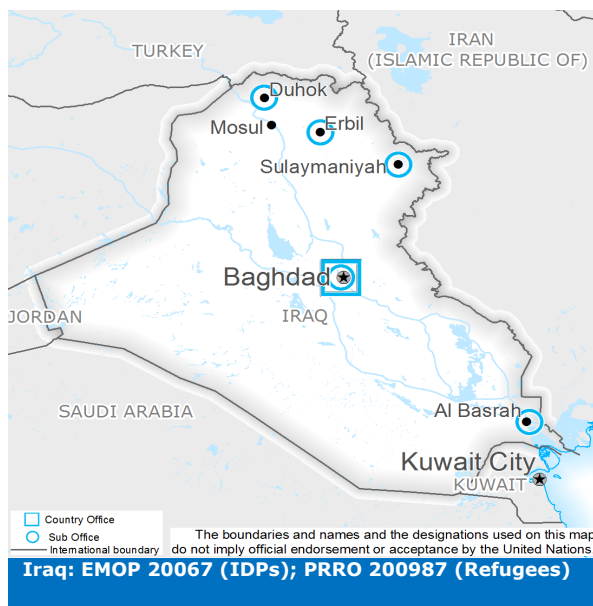 TURKEY
IRAN
(ISLAMIC REPUBLIC OF)
Duhok
Mosul
Erbil
Sulaymaniyah
Baghdad
IRAQ
JORDAN
SAUDI ARABIA
Al Basrah
Kuwait City
KUWAIT
Country Office
Sub Office
International boundary
The boundaries and names and the designations used on this map
do not imply official endorsement or acceptance by the United Nations
Iraq: EMOP 20067 (IDPs); PRRO 200987 (Refugees)